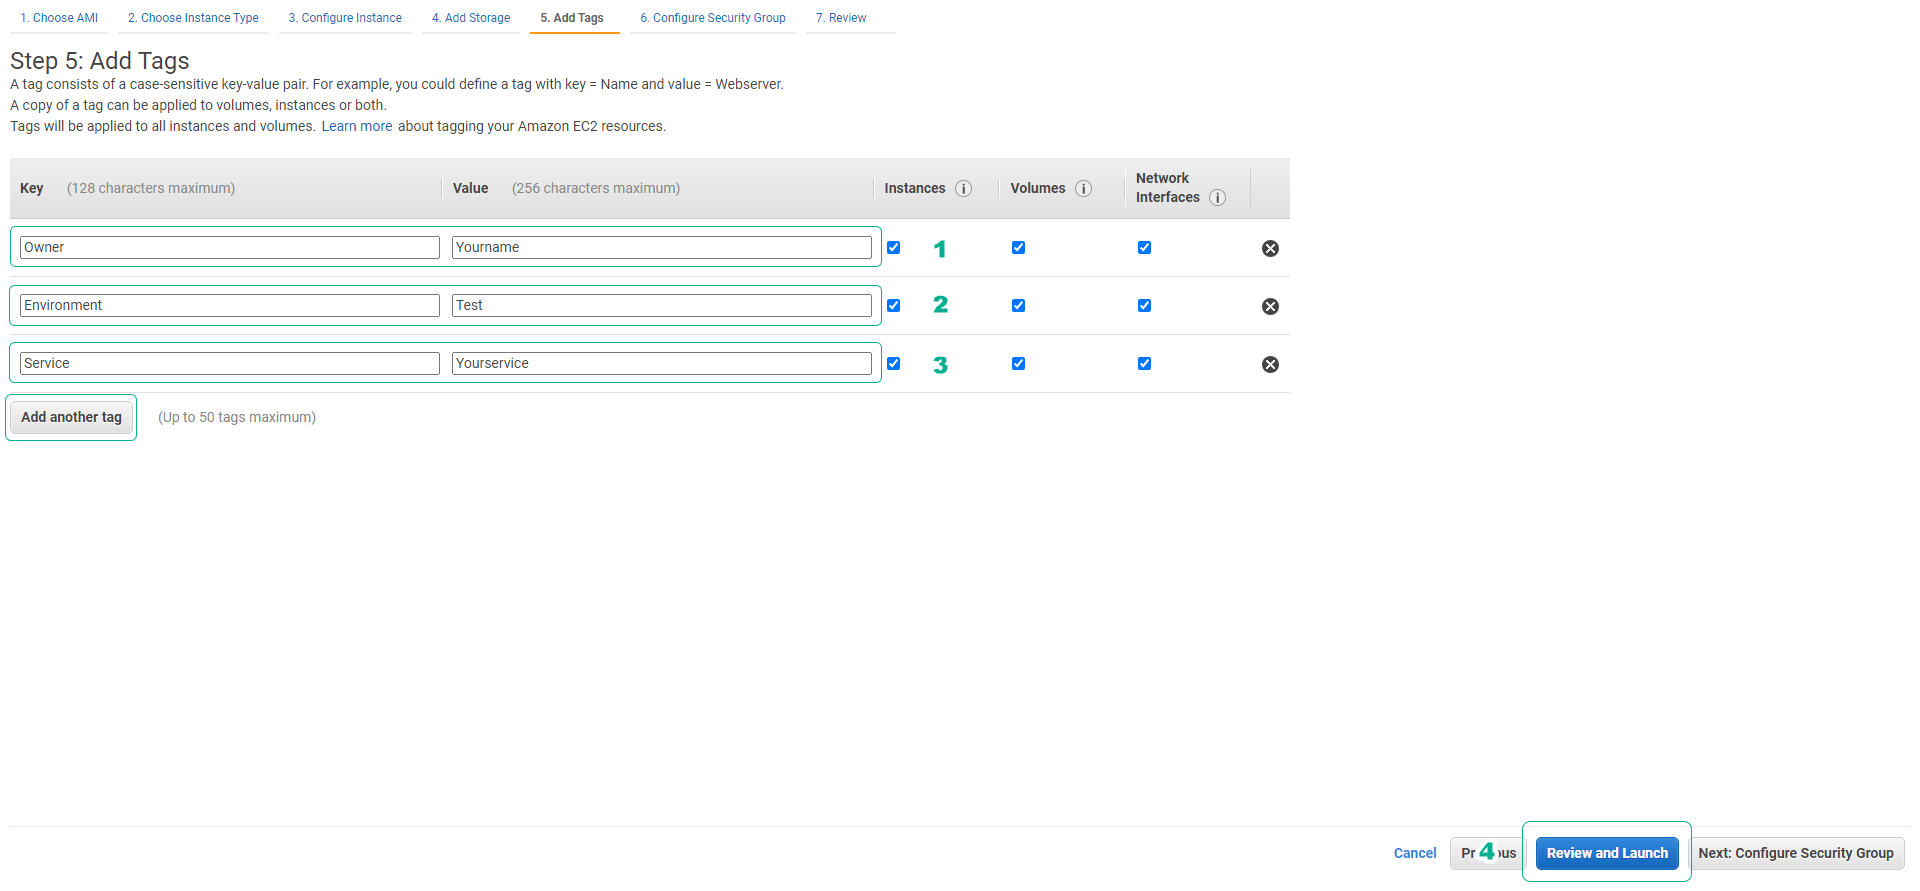 1. Choose AMI 2. Choose Instance Type 3. Configure Instance 4. Add Storage 5. Add Tags 6. Configure Security Group 7. Review
Step 5: Add Tags
A tag consists of a case-sensitive key-value pair. For example, you could define a tag with key = Name and value = Webserver.
A copy of a tag can be applied to volumes, instances or both.
Tags will be applied to all instances and volumes. Learn more about tagging your Amazon EC2 resources.
Key (128 characters maximum) Value (256 characters maximum) Instances i Volumes i Network Interfaces i
Owner Yourname 1
Environment Test 2
Service Yourservice 3
Add another tag (Up to 50 tags maximum)
Cancel 4 Review and Launch Next: Configure Security Group